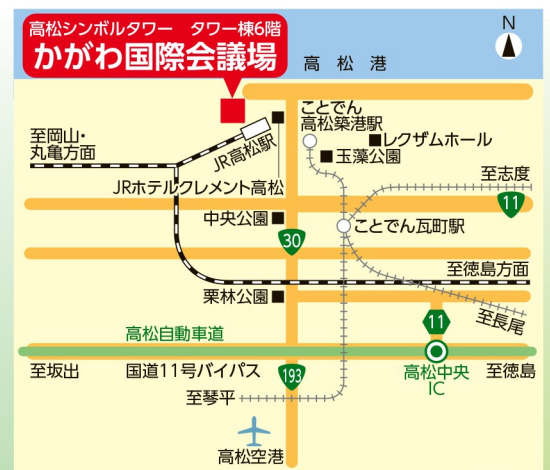 高松シンボルタワー　タワー棟6階
かがわ国際会議場
高松港
N
ことでん
高松築港駅
レクザムホール
玉藻公園
JR高松駅
至岡山・
丸亀方面
JRホテルクレメント高松
至志度
11
中央公園
30
ことでん瓦町駅
至徳島方面
栗林公園
至長尾
11
高松自動車道
至坂出
国道11号バイパス
193
高松中央
IC
至徳島
至琴平
高松空港